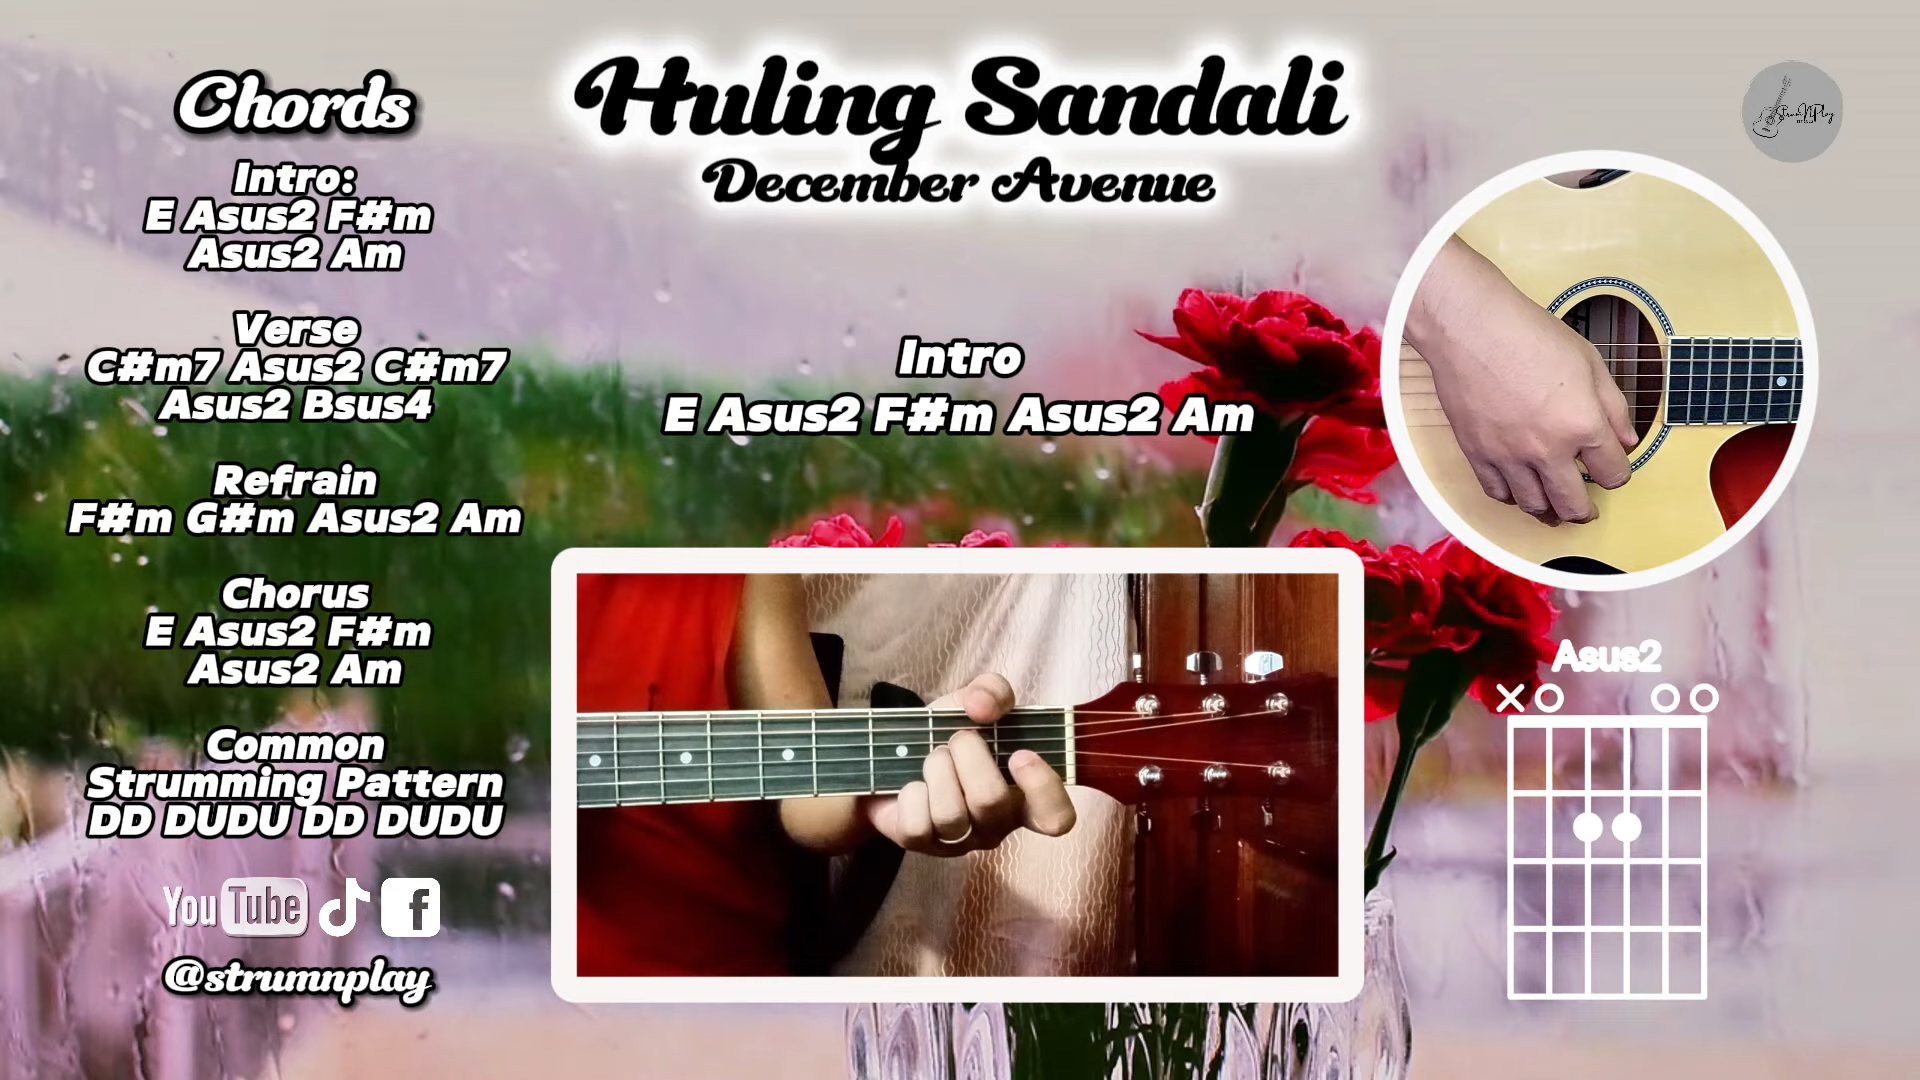 Huling Sandali
December Avenue
Chords
Intro:
E Asus2 F#m
Asus2 Am
Verse
C#m7 Asus2 C#m7
Asus2 Bsus4
Refrain
F#m G#m Asus2 Am
Chorus
E Asus2 F#m
Asus2 Am
Common
Strumming Pattern
DD DUDU DD DUDU
YouTube
@strumnplay
Intro
E Asus2 F#m Asus2 Am
StrumNPlay
Asus2